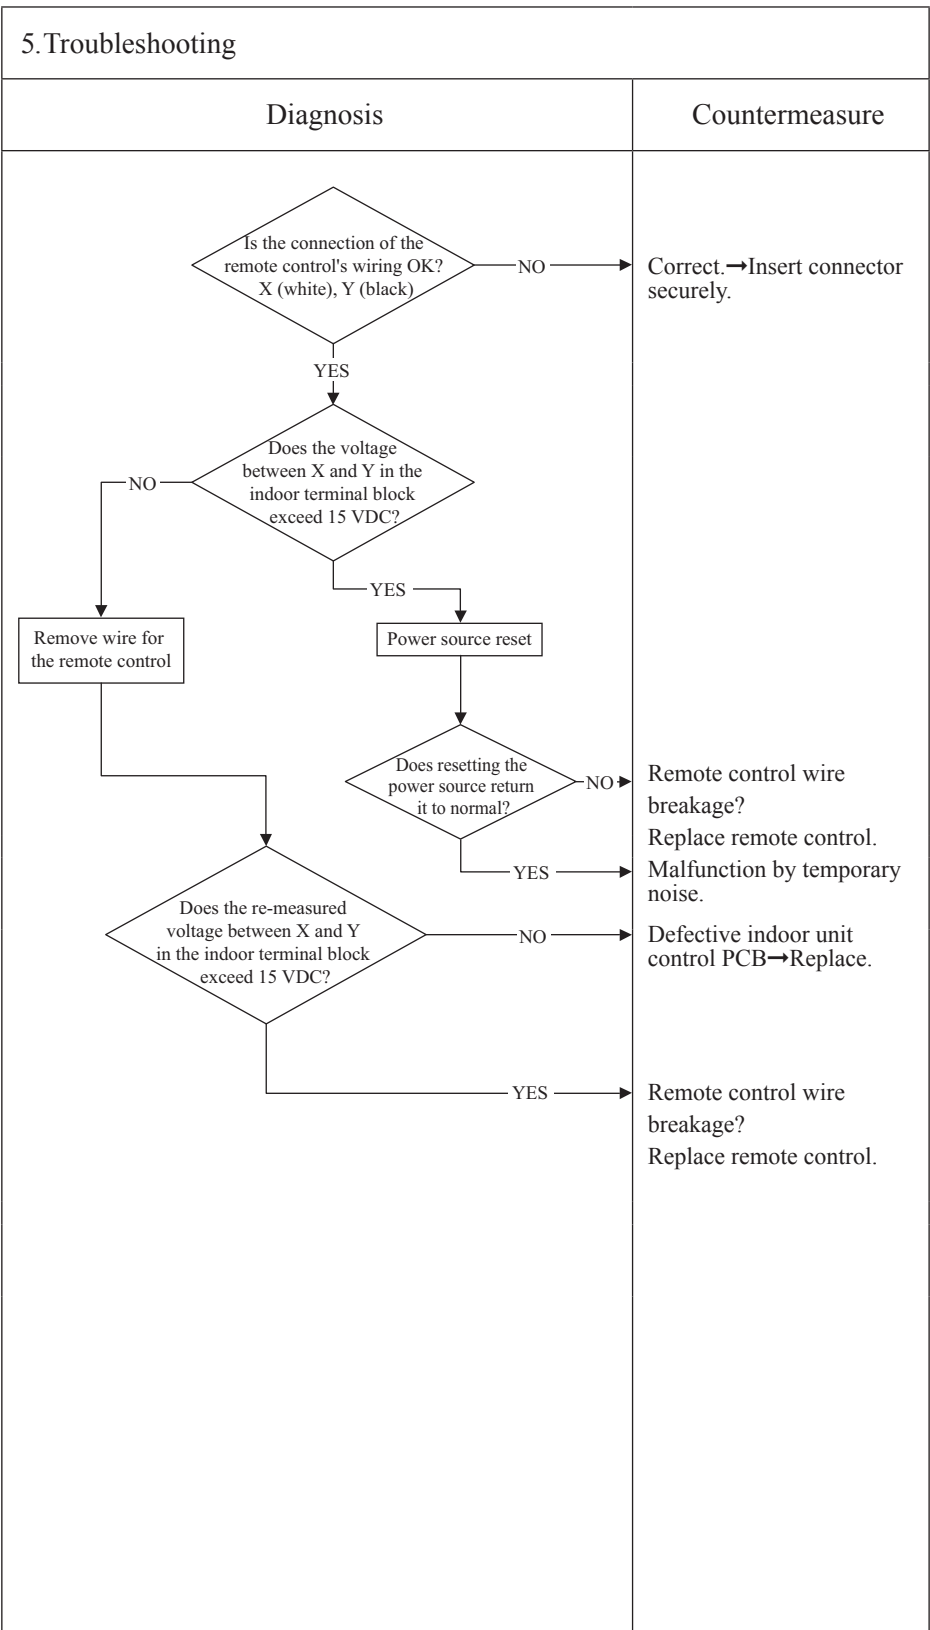 5.Troubleshooting
Diagnosis
Countermeasure
Is the connection of the
remote control's wiring OK?
X (white), Y (black)
NO
Correct.→Insert connector
securely.
YES
Does the voltage
between X and Y in the
indoor terminal block
exceed 15 VDC?
NO
YES
Remove wire for
the remote control
Power source reset
Does resetting the
power source return
it to normal?
NO
Remote control wire
breakage?
Replace remote control.
YES
Malfunction by temporary
noise.
Does the re-measured
voltage between X and Y
in the indoor terminal block
exceed 15 VDC?
NO
Defective indoor unit
control PCB→Replace.
YES
Remote control wire
breakage?
Replace remote control.